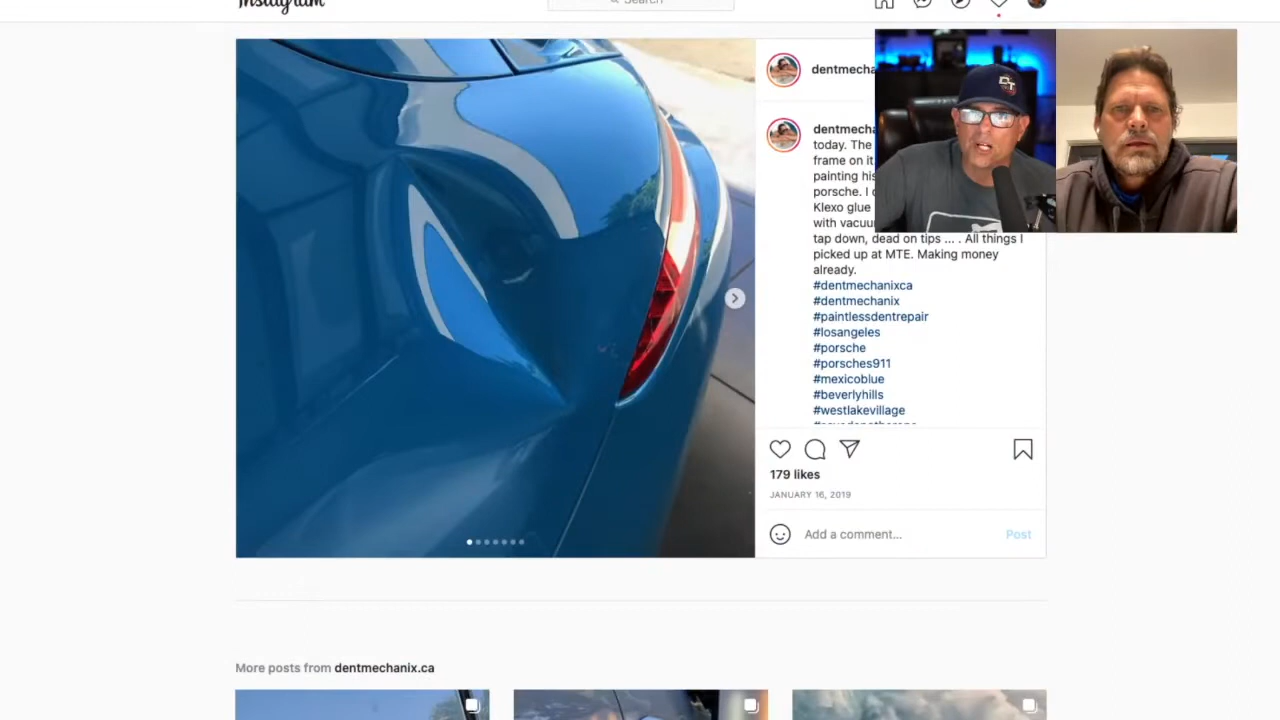 Instagram
Search
dentmecha
dentmecha
today. The
frame on it
painting his
porsche. I
Klexo glue
with vacuu
tap down, dead on tips ... . All things I
picked up at MTE. Making money
already.
#dentmechanixca
#dentmechanix
#paintlessdentrepair
#losangeles
#porsche
#porsches911
#mexicoblue
#beverlyhills
#westlakevillage
179 likes
JANUARY 16, 2019
Add a comment...
Post
More posts from dentmechanix.ca
DT